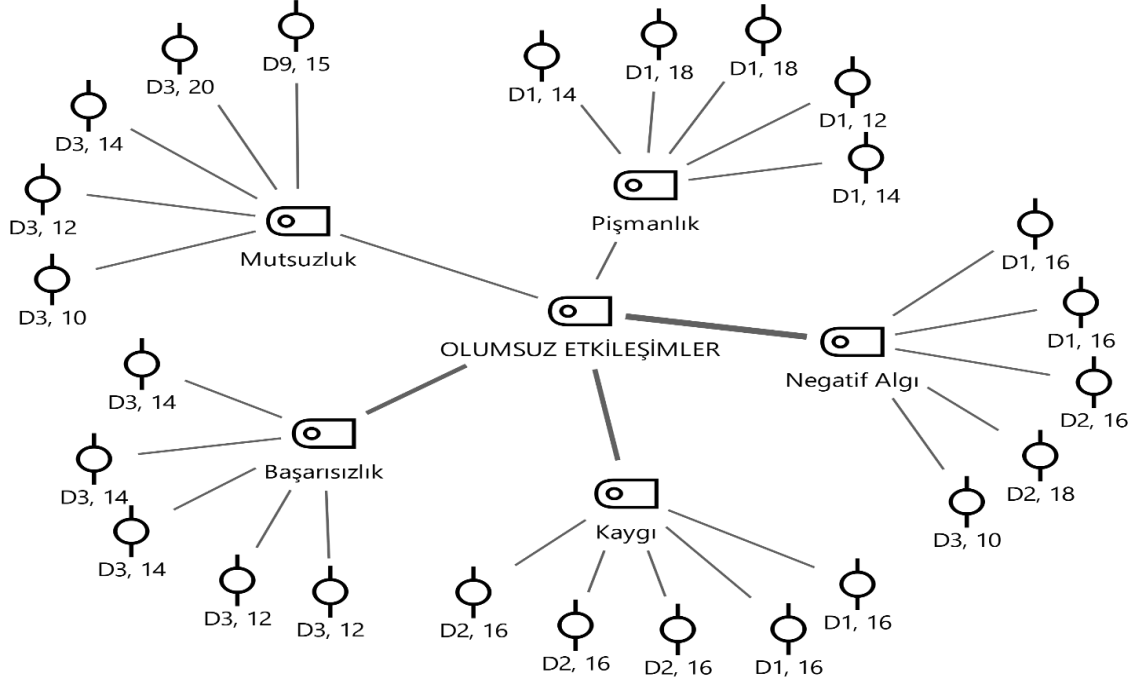 D9, 15
D3, 20
D3, 14
D3, 12
D3, 10
Mutsuzluk
D1, 14
D1, 18
D1, 18
D1, 12
D1, 14
Pişmanlık
OLUMSUZ ETKİLEŞİMLER
D1, 16
D1, 16
D2, 16
D2, 18
D3, 10
Negatif Algı
D3, 14
D3, 14
D3, 14
D3, 12
D3, 12
Başarısızlık
Kaygı
D2, 16
D2, 16
D2, 16
D1, 16
D1, 16